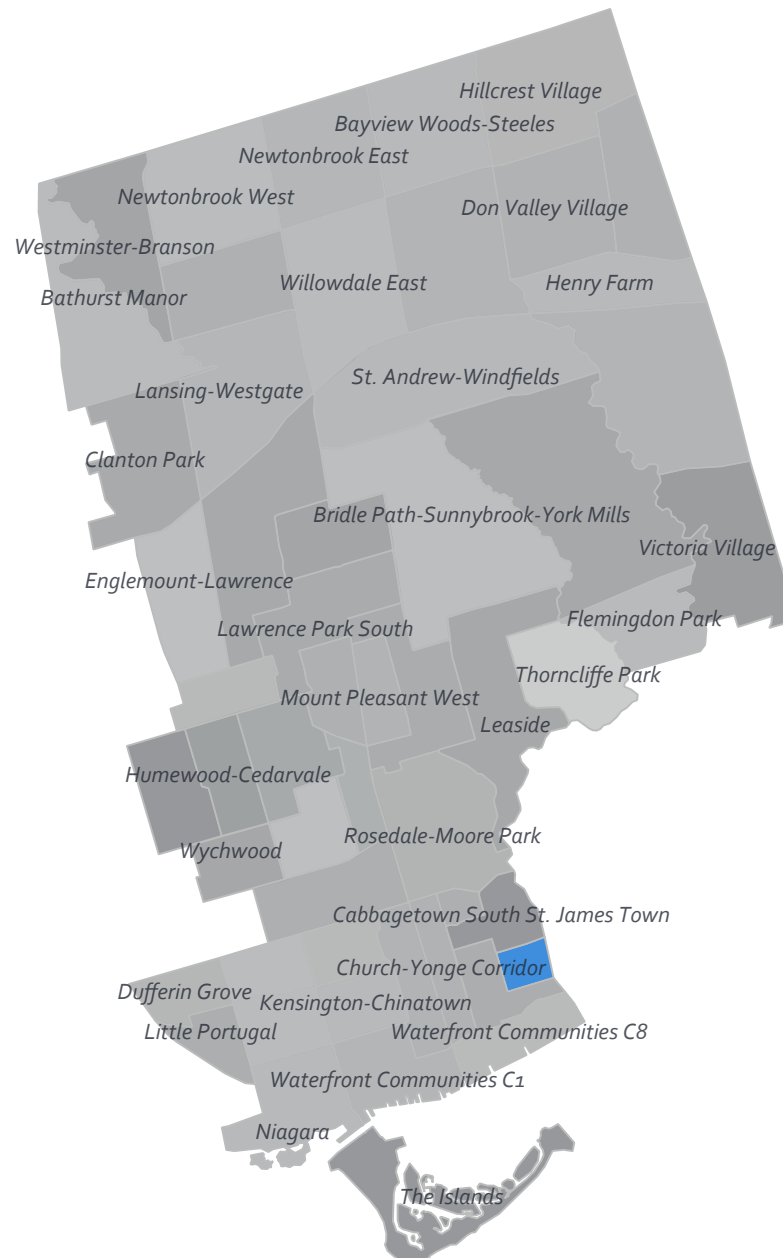 Hillcrest Village
Bayview Woods-Steeles
Newtonbrook East
Newtonbrook West
Don Valley Village
Westminster-Branson
Willowdale East
Henry Farm
Bathurst Manor
St. Andrew-Windfields
Lansing-Westgate
Clanton Park
Bridle Path-Sunnybrook-York Mills
Victoria Village
Englemount-Lawrence
Flemingdon Park
Lawrence Park South
Thorncliffe Park
Mount Pleasant West
Leaside
Humewood-Cedarvale
Rosedale-Moore Park
Wychwood
Cabbagetown South St. James Town
Church-Yonge Corridor
Dufferin Grove
Kensington-Chinatown
Little Portugal
Waterfront Communities C8
Waterfront Communities C1
Niagara
The Islands